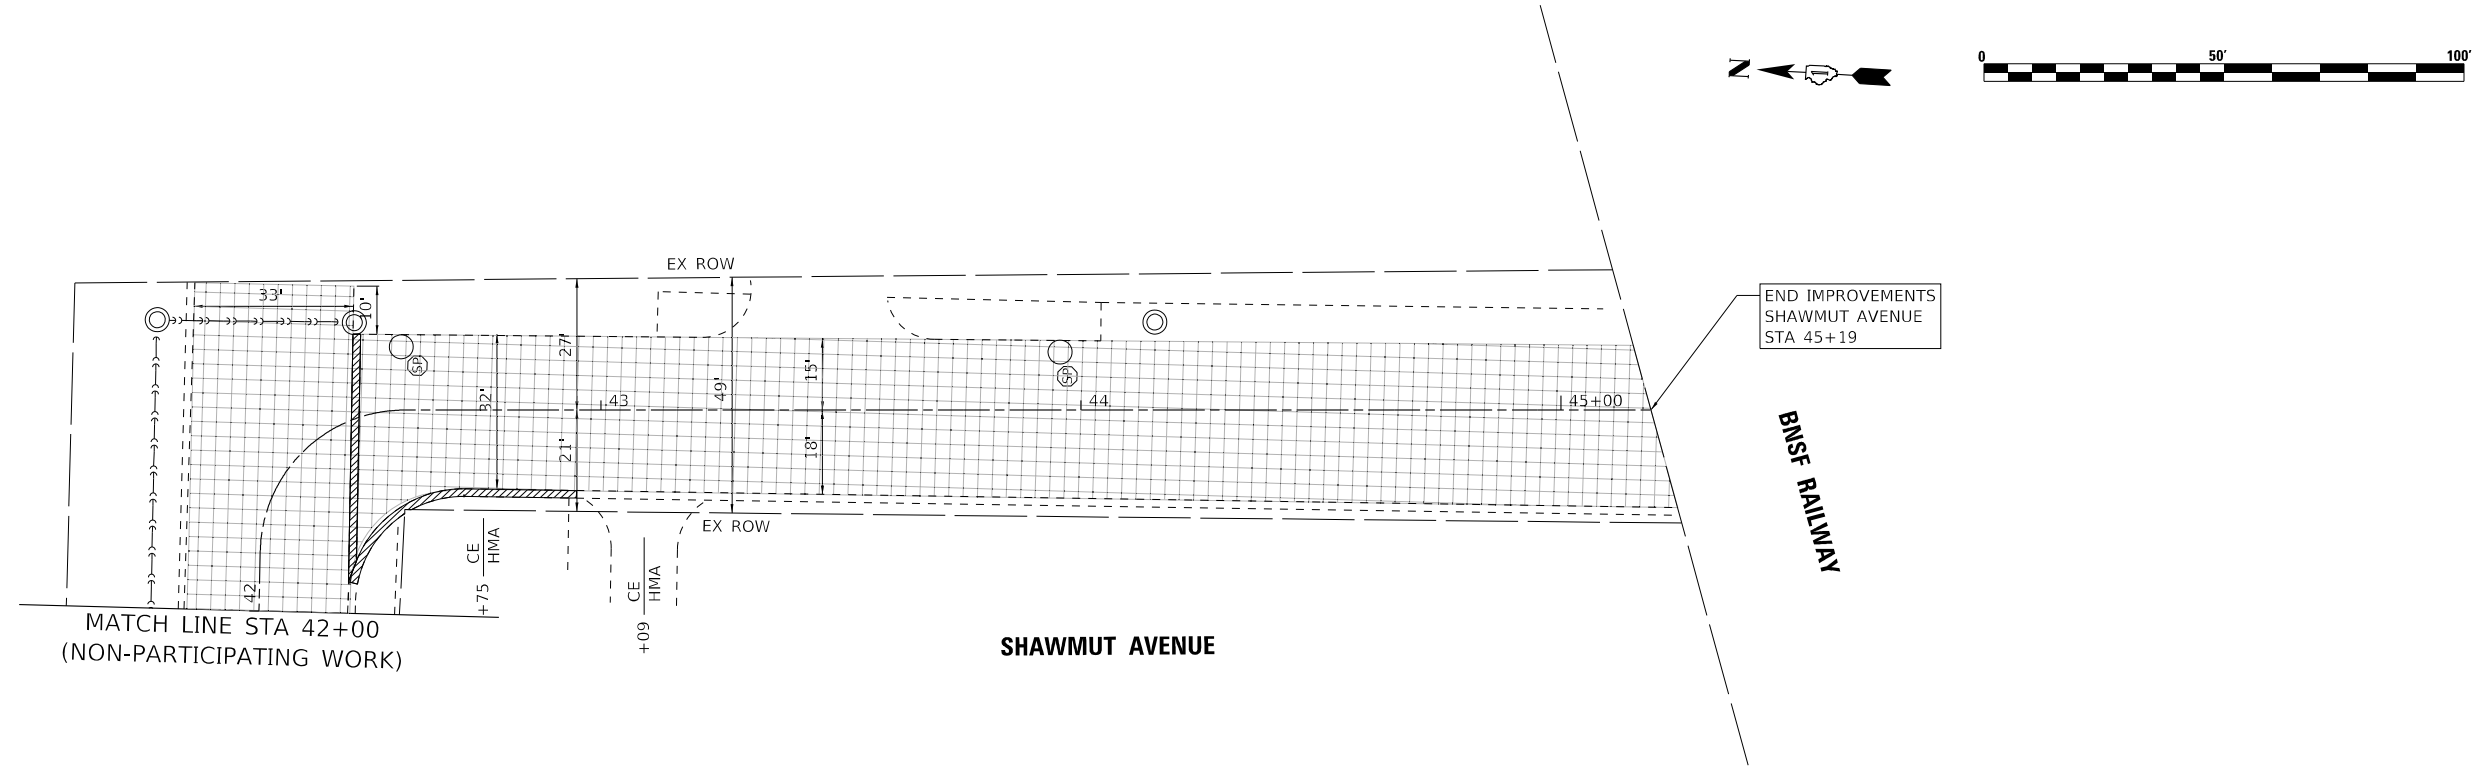 N
0 50' 100'
EX ROW
33'
10'
27'
32'
49'
15'
SP
SP
43
44
45+00
21'
18'
END IMPROVEMENTS
SHAWMUT AVENUE
STA 45+19
BNSF RAILWAY
EX ROW
42
+75 CE
HMA
+09 CE
HMA
MATCH LINE STA 42+00
(NON-PARTICIPATING WORK)
SHAWMUT AVENUE